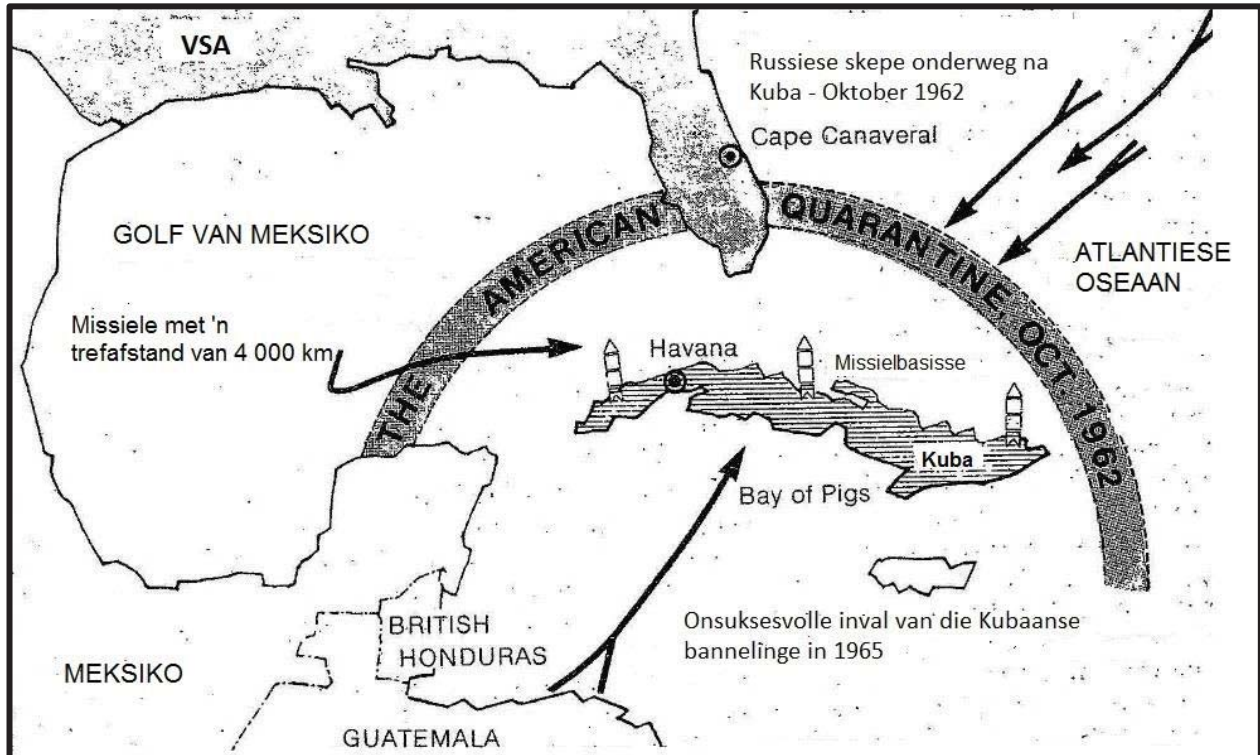 VSA
Russiese skepe onderweg na
Kuba - Oktober 1962
Cape Canaveral
GOLF VAN MEKSIKO
THE AMERICAN QUARANTINE, OCT. 1962
ATLANTIESE
OSEAAN
Missiele met 'n
trefafstand van 4 000 km
Havana
Missielbasisse
Kuba
Bay of Pigs
Onsuksesvolle inval van die Kubaanse
bannelinge in 1965
BRITISH
HONDURAS
MEKSIKO
GUATEMALA